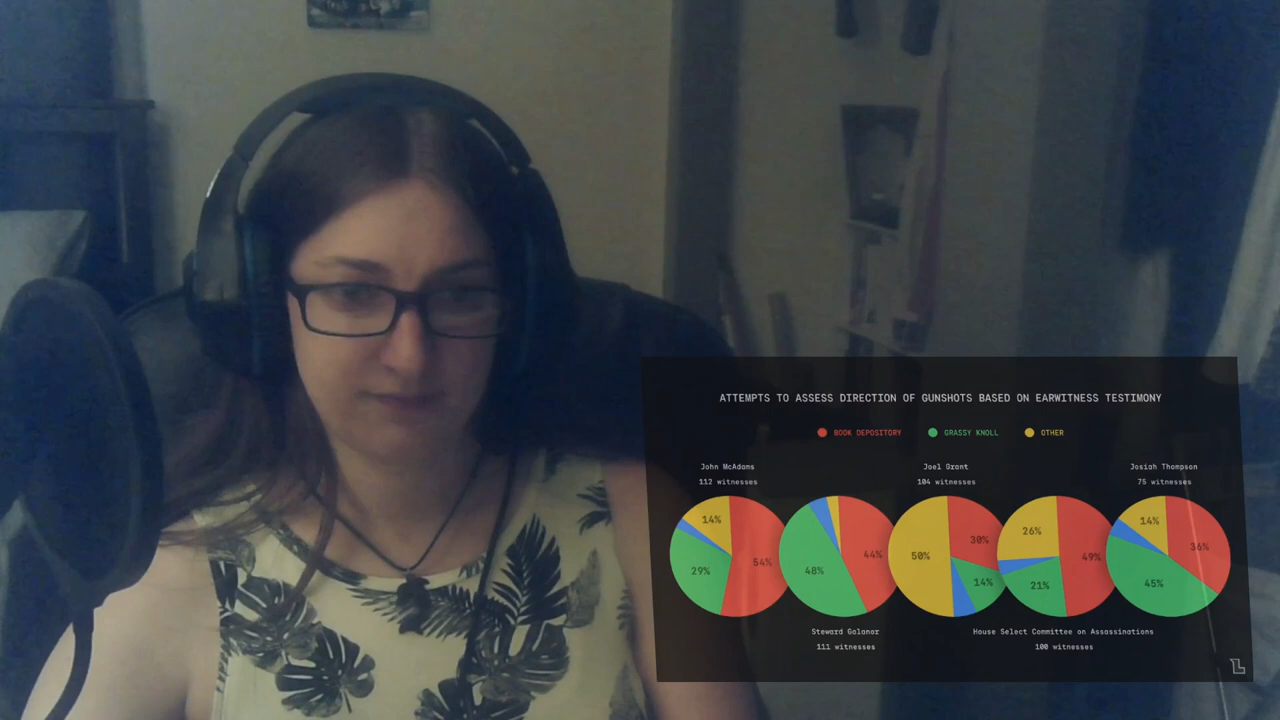 ATTEMPTS TO ASSESS DIRECTION OF GUNSHOTS BASED ON EARWITNESS TESTIMONY
BOOK DEPOSITORY GRASSY KNOLL OTHER
John McAdams
112 witnesses
Joel Grant
104 witnesses
Josiah Thompson
75 witnesses
14%
54%
29%
44%
48%
30%
50%
14%
26%
49%
21%
14%
36%
45%
Steward Galanor
111 witnesses
House Select Committee on Assassinations
100 witnesses